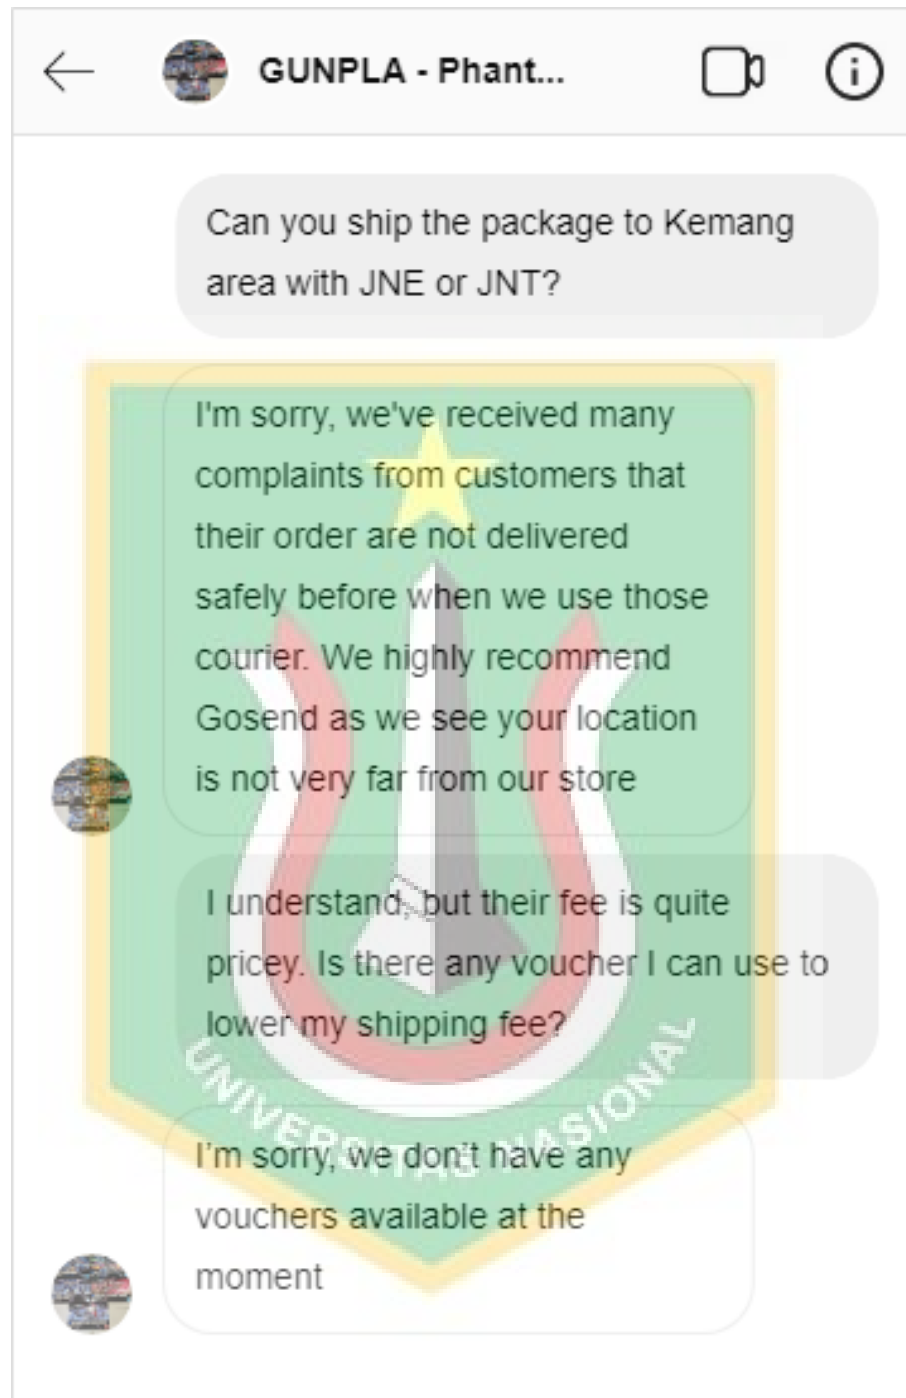 GUNPLA - Phant...
Can you ship the package to Kemang
area with JNE or JNT?
I'm sorry, we've received many
complaints from customers that
their order are not delivered
safely before when we use those
courier. We highly recommend
Gosend as we see your location
is not very far from our store
I understand, but their fee is quite
pricey. Is there any voucher I can use to
lower my shipping fee?
UNIVERSITAS NASIONAL
I'm sorry, we don't have any
vouchers available at the
moment